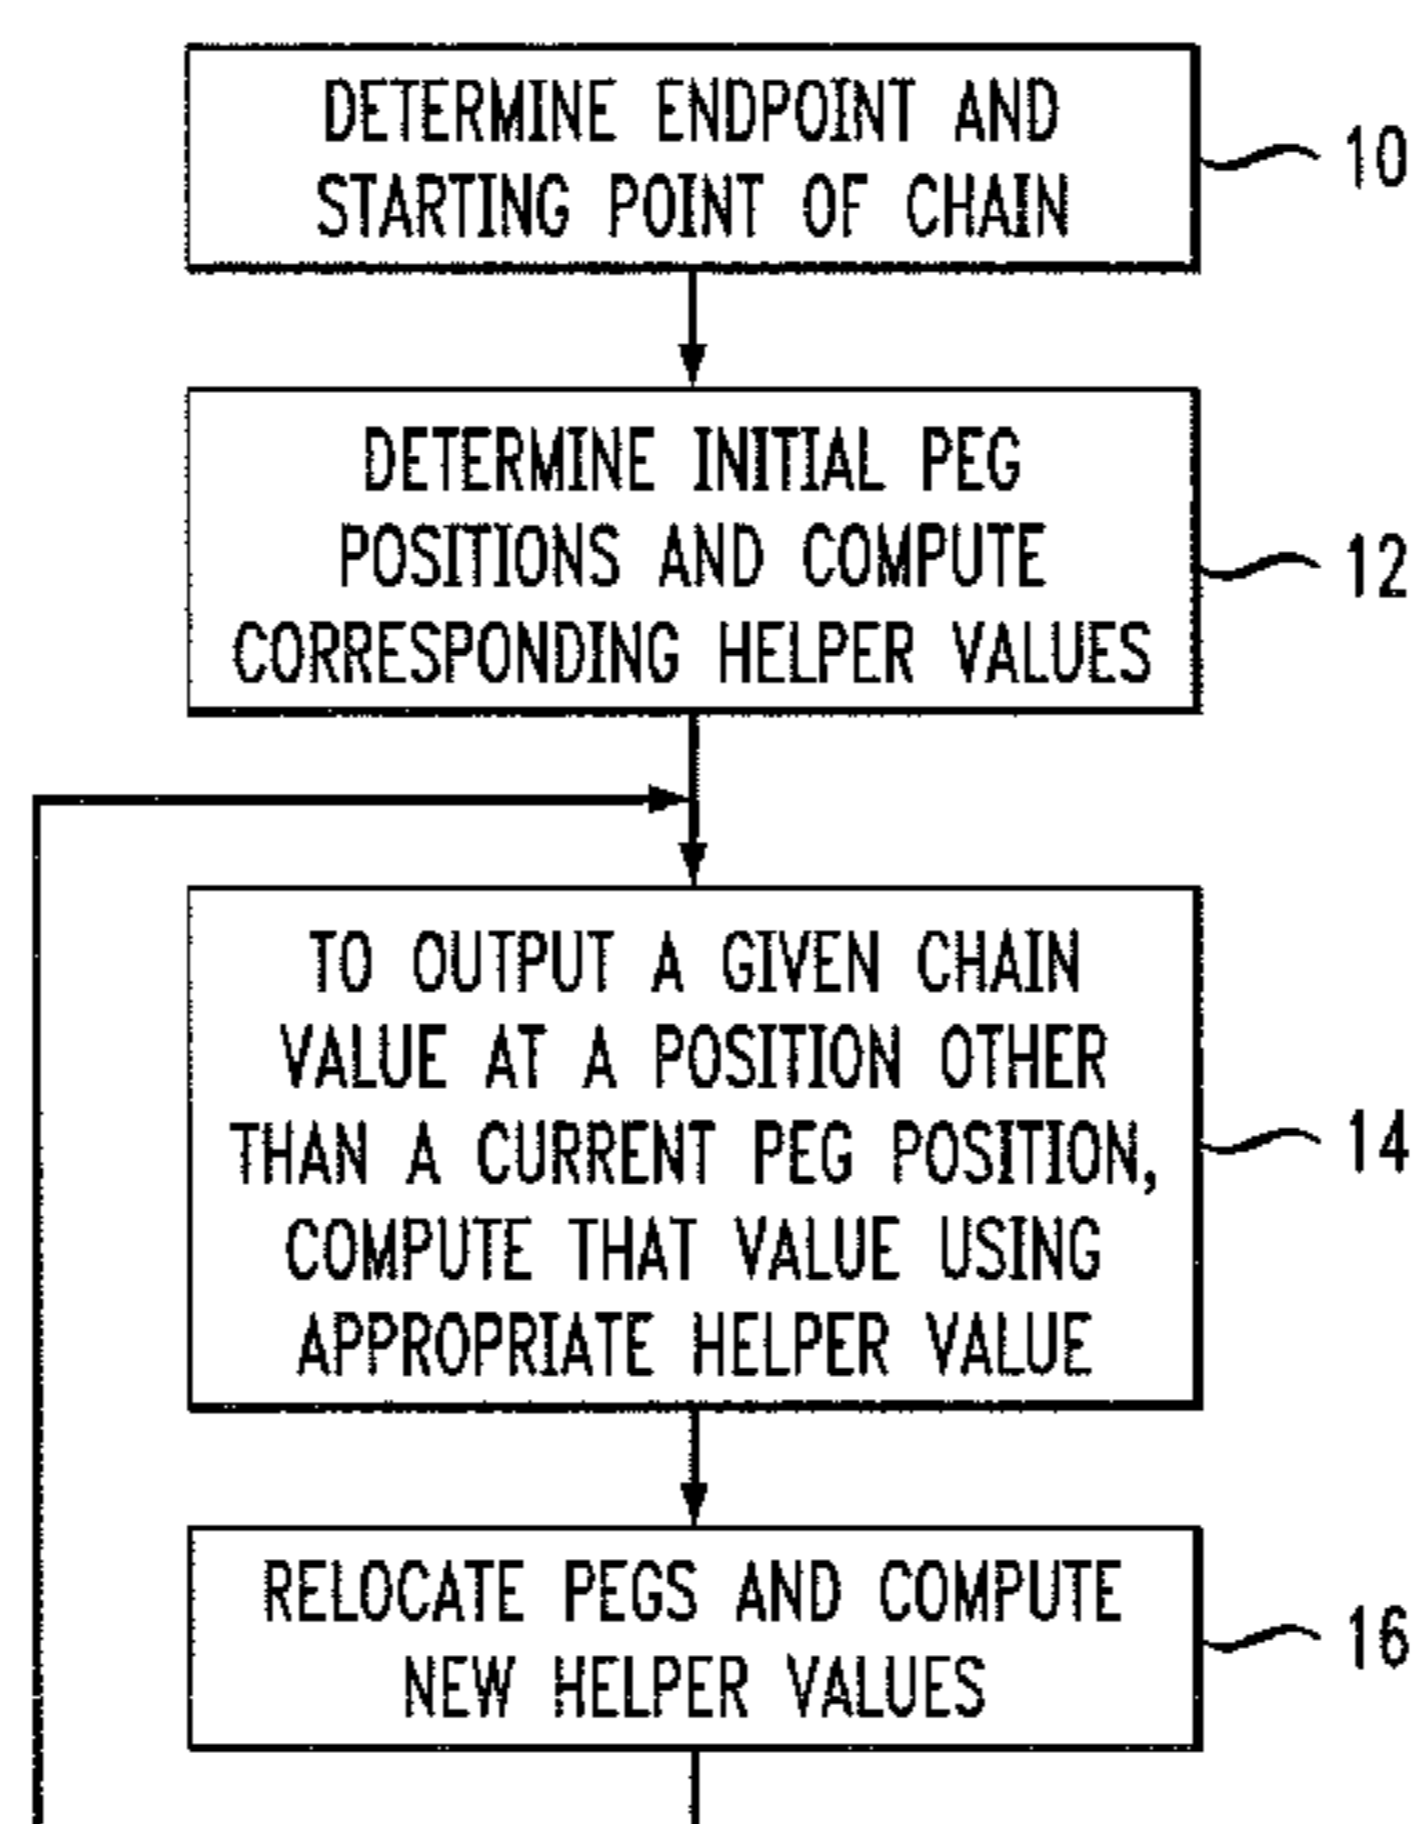 DETERMINE ENDPOINT AND
STARTING POINT OF CHAIN
10
DETERMINE INITIAL PEG
POSITIONS AND COMPUTE
CORRESPONDING HELPER VALUES
12
TO OUTPUT A GIVEN CHAIN
VALUE AT A POSITION OTHER
THAN A CURRENT PEG POSITION,
COMPUTE THAT VALUE USING
APPROPRIATE HELPER VALUE
14
RELOCATE PEGS AND COMPUTE
NEW HELPER VALUES
16